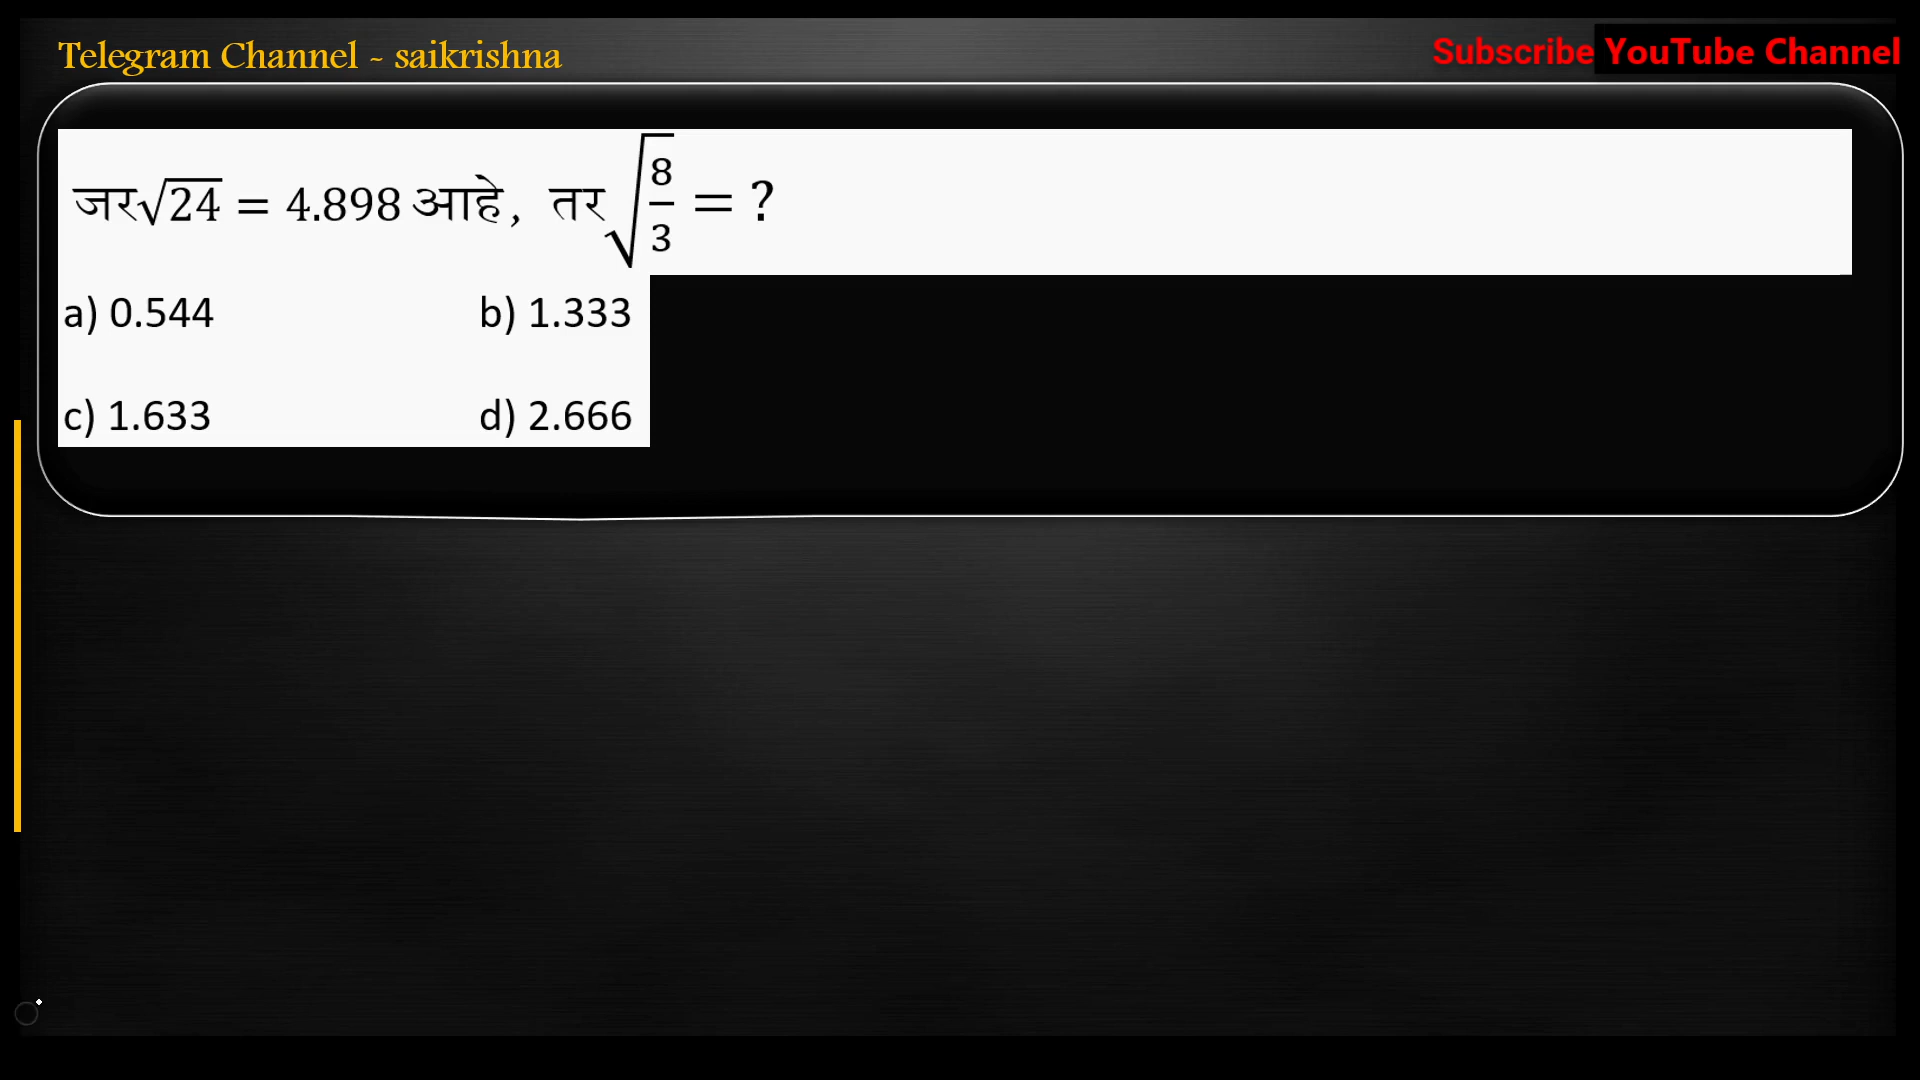 Telegram Channel - saikrishna
Subscribe YouTube Channel
जर√24 = 4.898 आहे, तर√(8/3) = ?
a) 0.544 b) 1.333
c) 1.633 d) 2.666